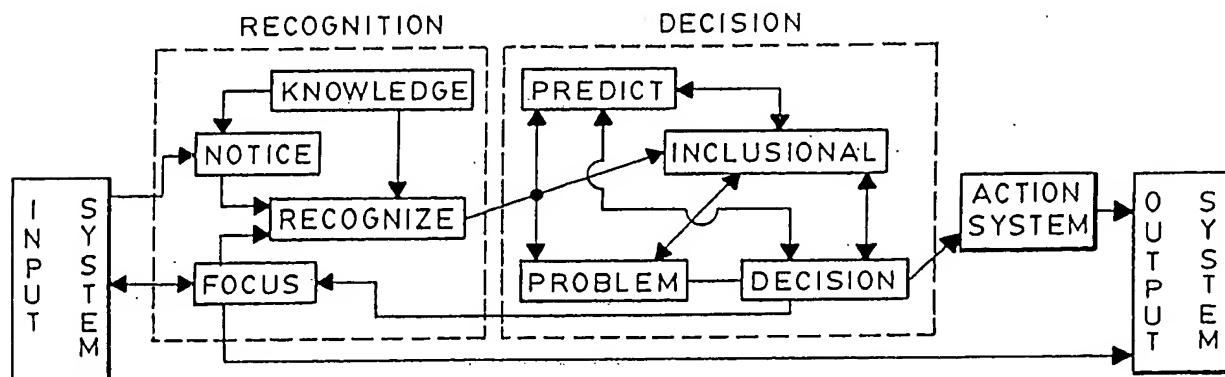 RECOGNITION
DECISION
KNOWLEDGE
NOTICE
RECOGNIZE
FOCUS
PREDICT
INCLUSIONAL
PROBLEM
DECISION
INPUT
SYSTEM
ACTION
SYSTEM
OUTPUT
SYSTEM